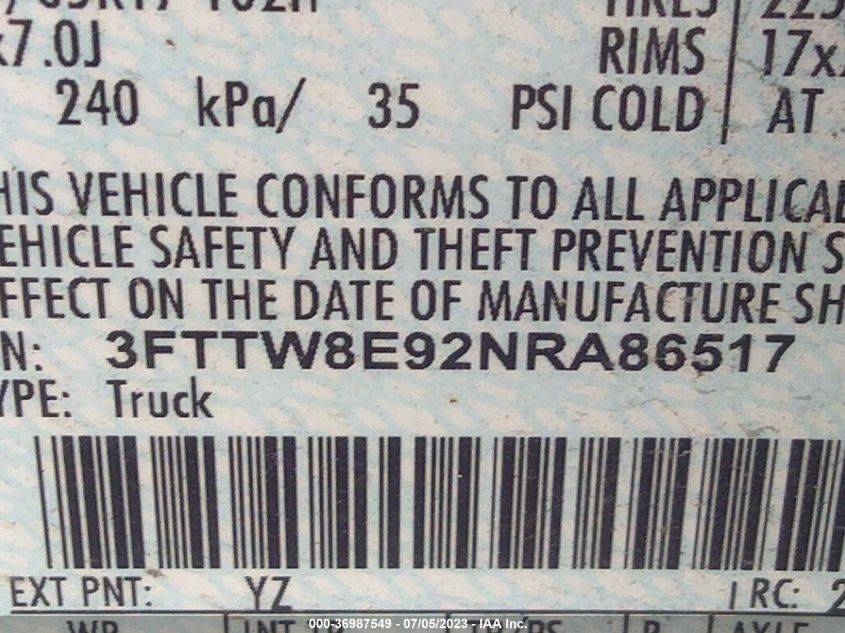 7.0J RIMS 17x
240 kPa/ 35 PSI COLD AT
HIS VEHICLE CONFORMS TO ALL APPLICAB
EHICLE SAFETY AND THEFT PREVENTION S
FFECT ON THE DATE OF MANUFACTURE SH
N: 3FTTW8E92NRA86517
YPE: Truck
EXT PNT: YZ RC: 2
000-36987549 - 07/05/2023 - IAA Inc.